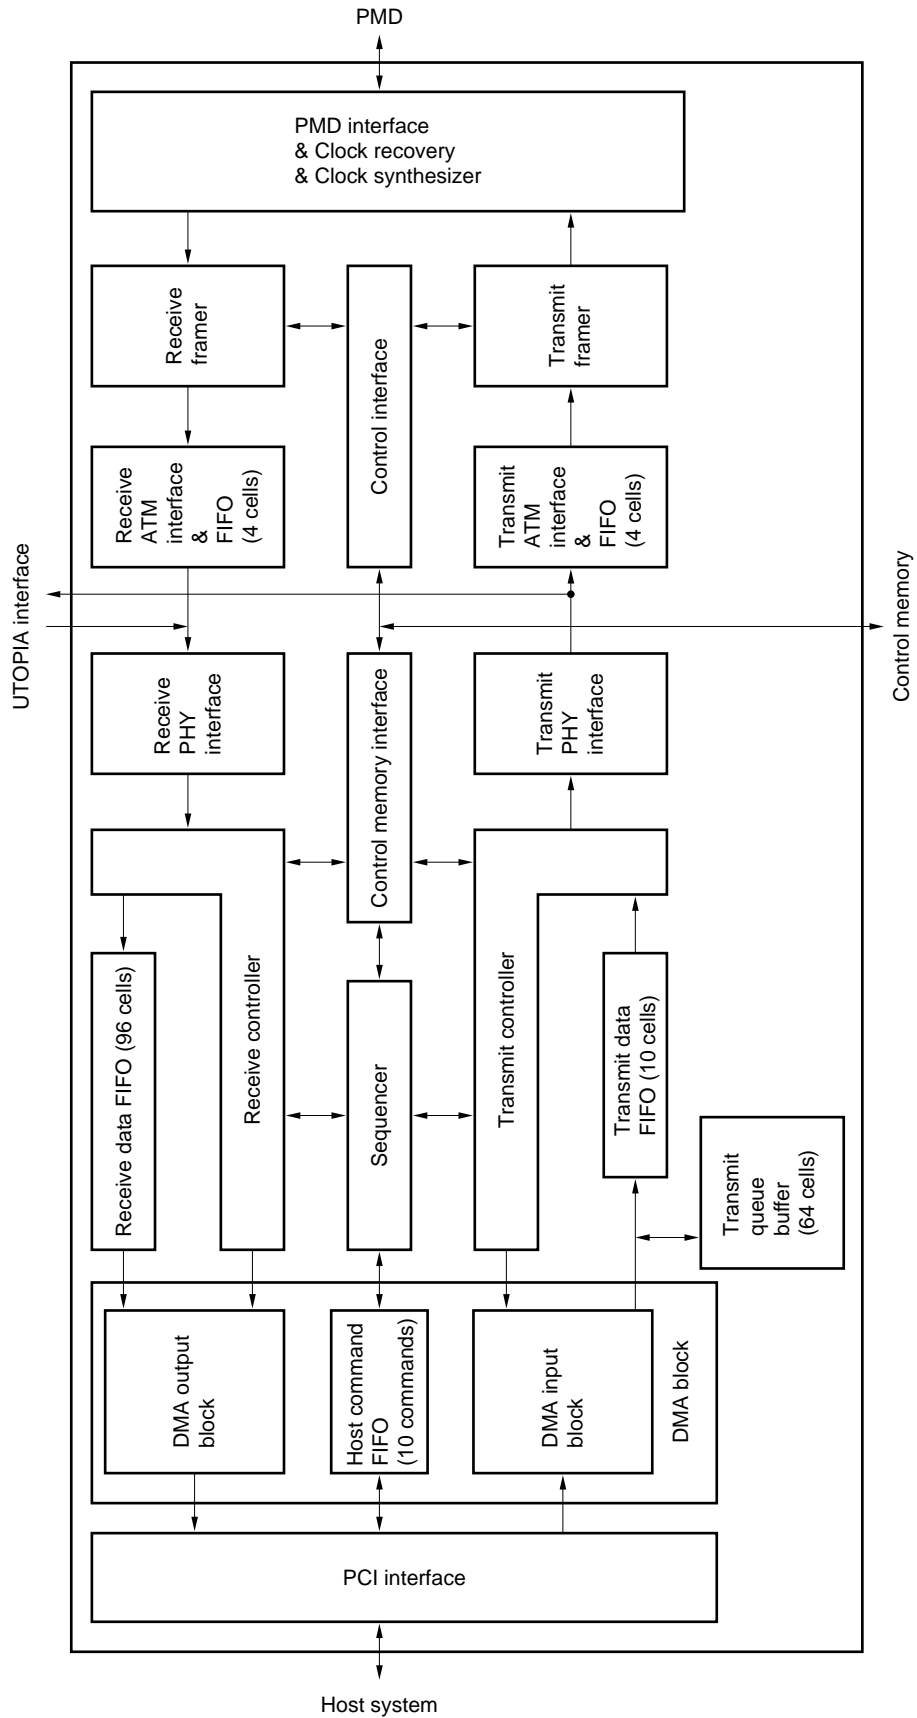 PMD
PMD interface
& Clock recovery
& Clock synthesizer
Receive
framer
Control interface
Transmit
framer
Receive
ATM
interface
&
FIFO
(4 cells)
Transmit
ATM
interface
&
FIFO
(4 cells)
UTOPIA interface
Control memory
Receive
PHY
interface
Control memory interface
Transmit
PHY
interface
Receive data FIFO (96 cells)
Receive controller
Sequencer
Transmit controller
Transmit data
FIFO (10 cells)
Transmit
queue
buffer
(64 cells)
DMA output
block
Host command
FIFO
(10 commands)
DMA input
block
DMA block
PCI interface
Host system